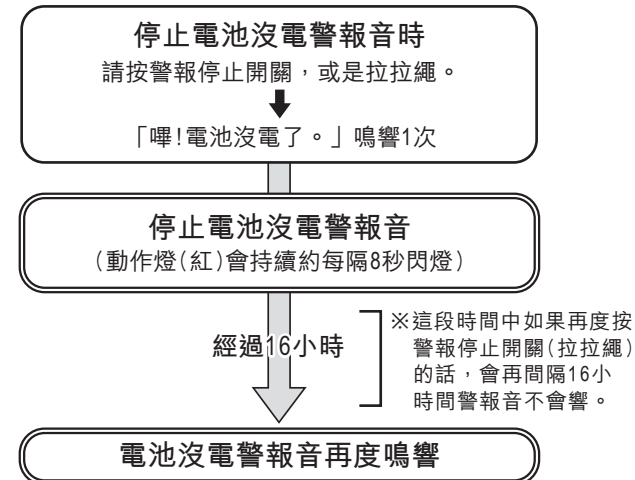 停止電池沒電警報音時
請按警報停止開關，或是拉拉繩。
「嗶!電池沒電了。」鳴響1次
停止電池沒電警報音
(動作燈(紅)會持續約每隔8秒閃燈)
經過16小時
※這段時間中如果再度按
警報停止開關(拉拉繩)
的話，會再間隔16小
時間警報音不會響。
電池沒電警報音再度鳴響